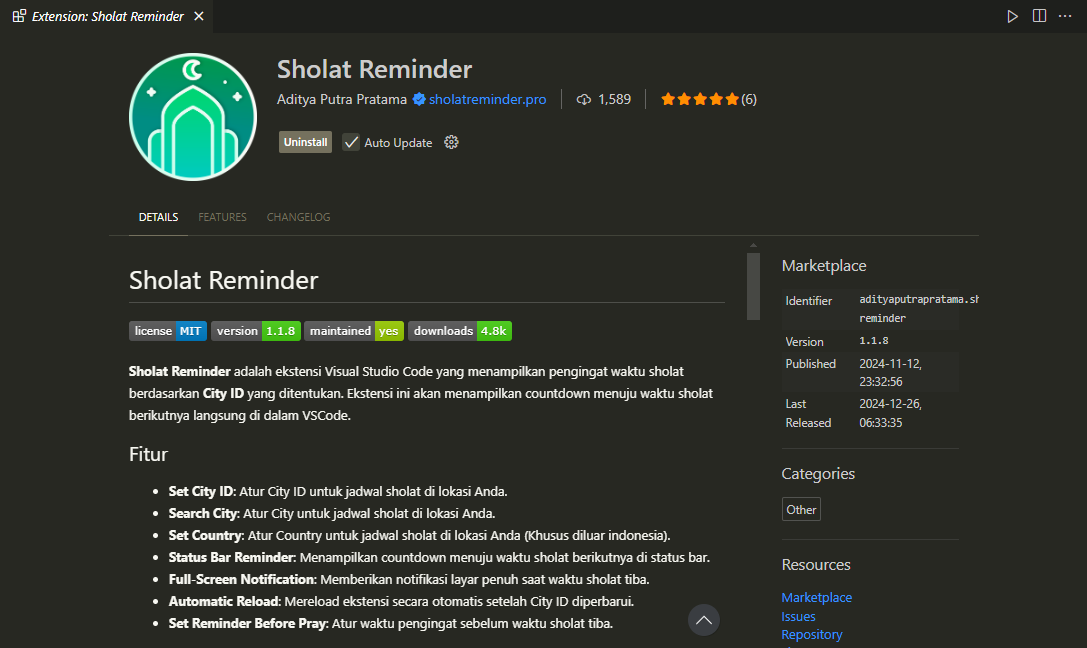 Extension: Sholat Reminder
Sholat Reminder
Aditya Putra Pratama sholatreminder.pro 1,589 (6)
Uninstall Auto Update
DETAILS FEATURES CHANGELOG
Sholat Reminder
license MIT version 1.1.8 maintained yes downloads 4.8k
Sholat Reminder adalah ekstensi Visual Studio Code yang menampilkan pengingat waktu sholat
berdasarkan City ID yang ditentukan. Ekstensi ini akan menampilkan countdown menuju waktu sholat
berikutnya langsung di dalam VSCode.
Fitur
Set City ID: Atur City ID untuk jadwal sholat di lokasi Anda.
Search City: Atur City untuk jadwal sholat di lokasi Anda.
Set Country: Atur Country untuk jadwal sholat di lokasi Anda (Khusus diluar indonesia).
Status Bar Reminder: Menampilkan countdown menuju waktu sholat berikutnya di status bar.
Full-Screen Notification: Memberikan notifikasi layar penuh saat waktu sholat tiba.
Automatic Reload: Mereload ekstensi secara otomatis setelah City ID diperbarui.
Set Reminder Before Pray: Atur waktu pengingat sebelum waktu sholat tiba.
Marketplace
Identifier adityaputrapratama.sh
reminder
Version 1.1.8
Published 2024-11-12,
23:32:56
Last 2024-12-26,
Released 06:33:35
Categories
Other
Resources
Marketplace
Issues
Repository